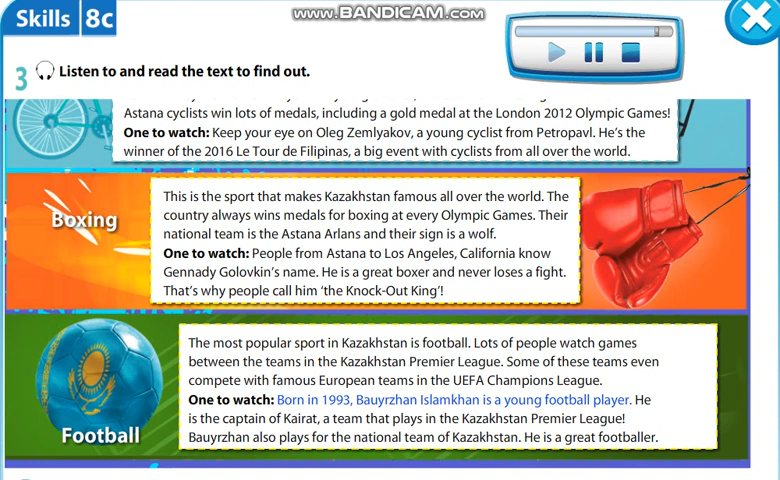 www.BANDICAM.com
Skills 8c
3 Listen to and read the text to find out.
Astana cyclists win lots of medals, including a gold medal at the London 2012 Olympic Games!
One to watch: Keep your eye on Oleg Zemlyakov, a young cyclist from Petropavl. He's the
winner of the 2016 Le Tour de Filipinas, a big event with cyclists from all over the world.
Boxing
This is the sport that makes Kazakhstan famous all over the world. The
country always wins medals for boxing at every Olympic Games. Their
national team is the Astana Arlans and their sign is a wolf.
One to watch: People from Astana to Los Angeles, California know
Gennady Golovkin's name. He is a great boxer and never loses a fight.
That's why people call him 'the Knock-Out King'!
Football
The most popular sport in Kazakhstan is football. Lots of people watch games
between the teams in the Kazakhstan Premier League. Some of these teams even
compete with famous European teams in the UEFA Champions League.
One to watch: Born in 1993, Bauyrzhan Islamkhan is a young football player. He
is the captain of Kairat, a team that plays in the Kazakhstan Premier League!
Bauyrzhan also plays for the national team of Kazakhstan. He is a great footballer.